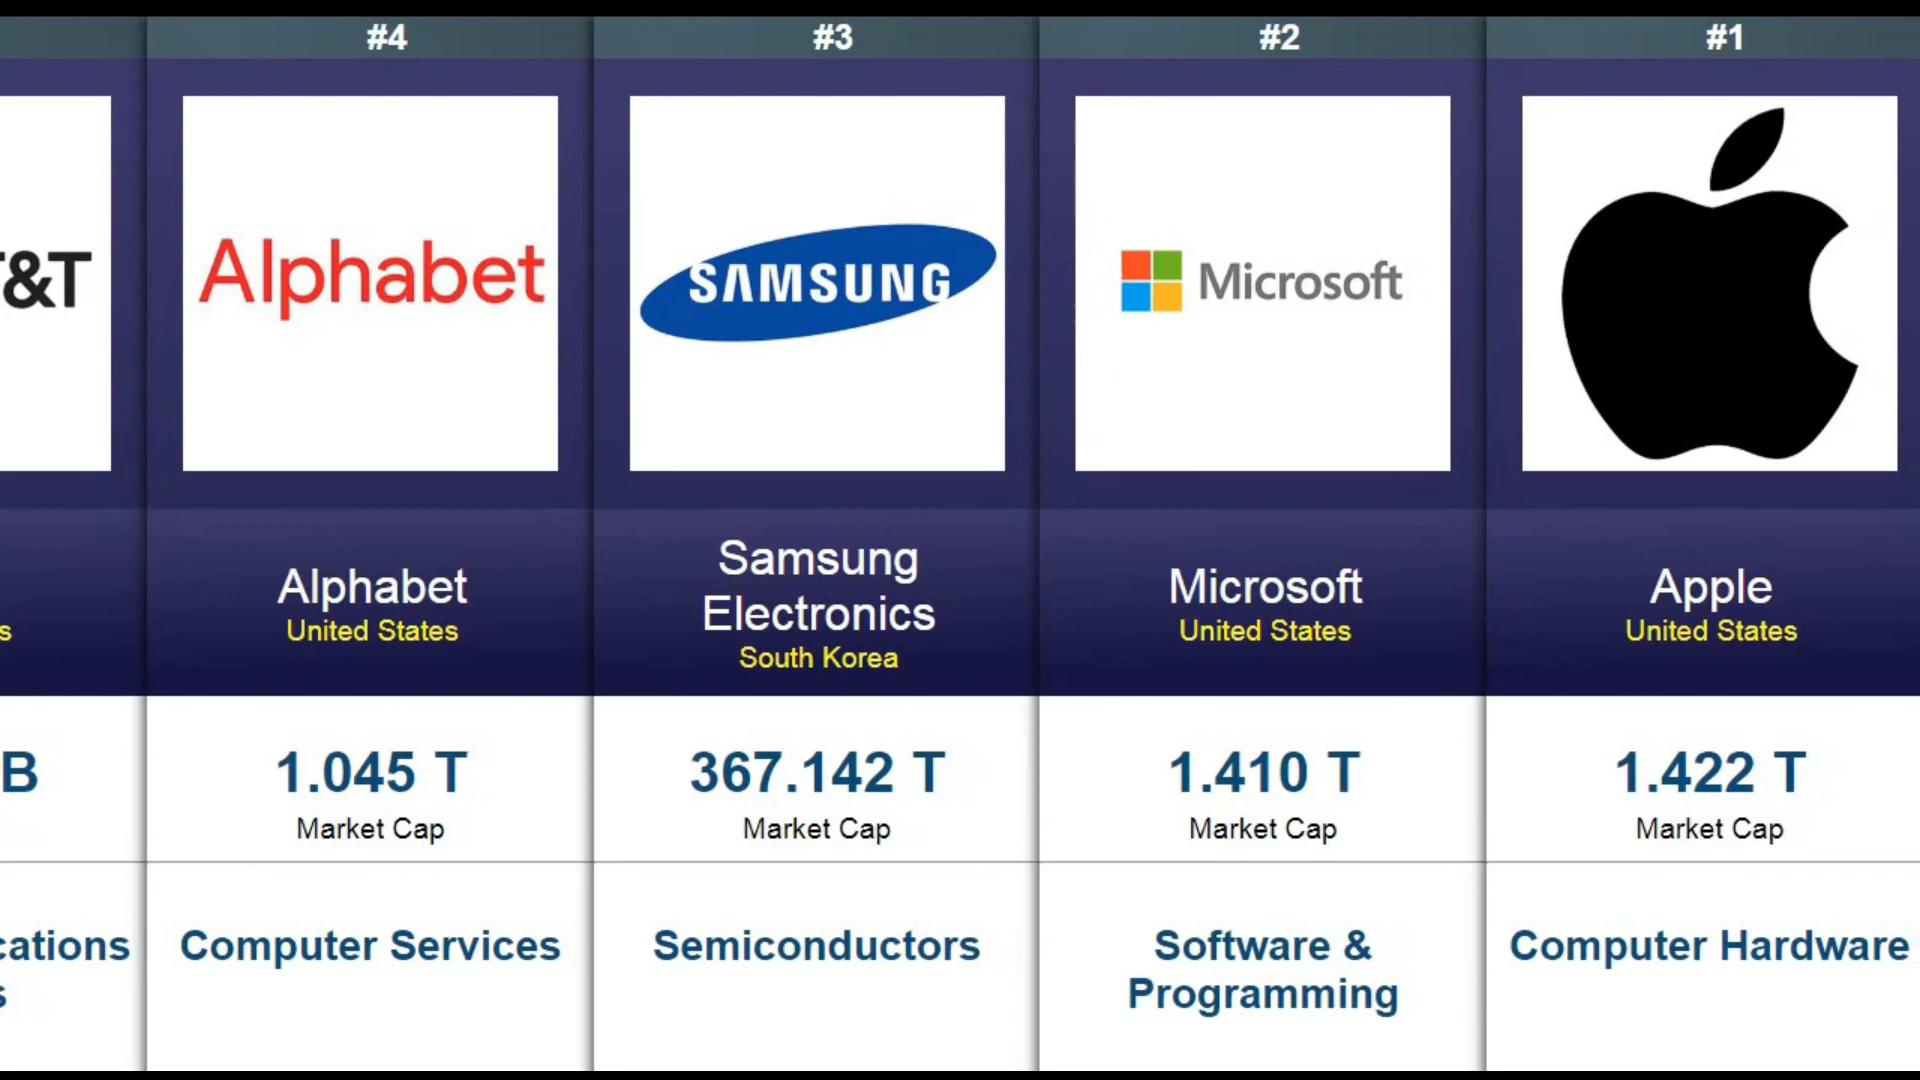 #4
#3
#2
#1
&T
Alphabet
SAMSUNG
Microsoft
Alphabet
United States
Samsung
Electronics
South Korea
Microsoft
United States
Apple
United States
B
1.045 T
Market Cap
367.142 T
Market Cap
1.410 T
Market Cap
1.422 T
Market Cap
cations
s
Computer Services
Semiconductors
Software &
Programming
Computer Hardware